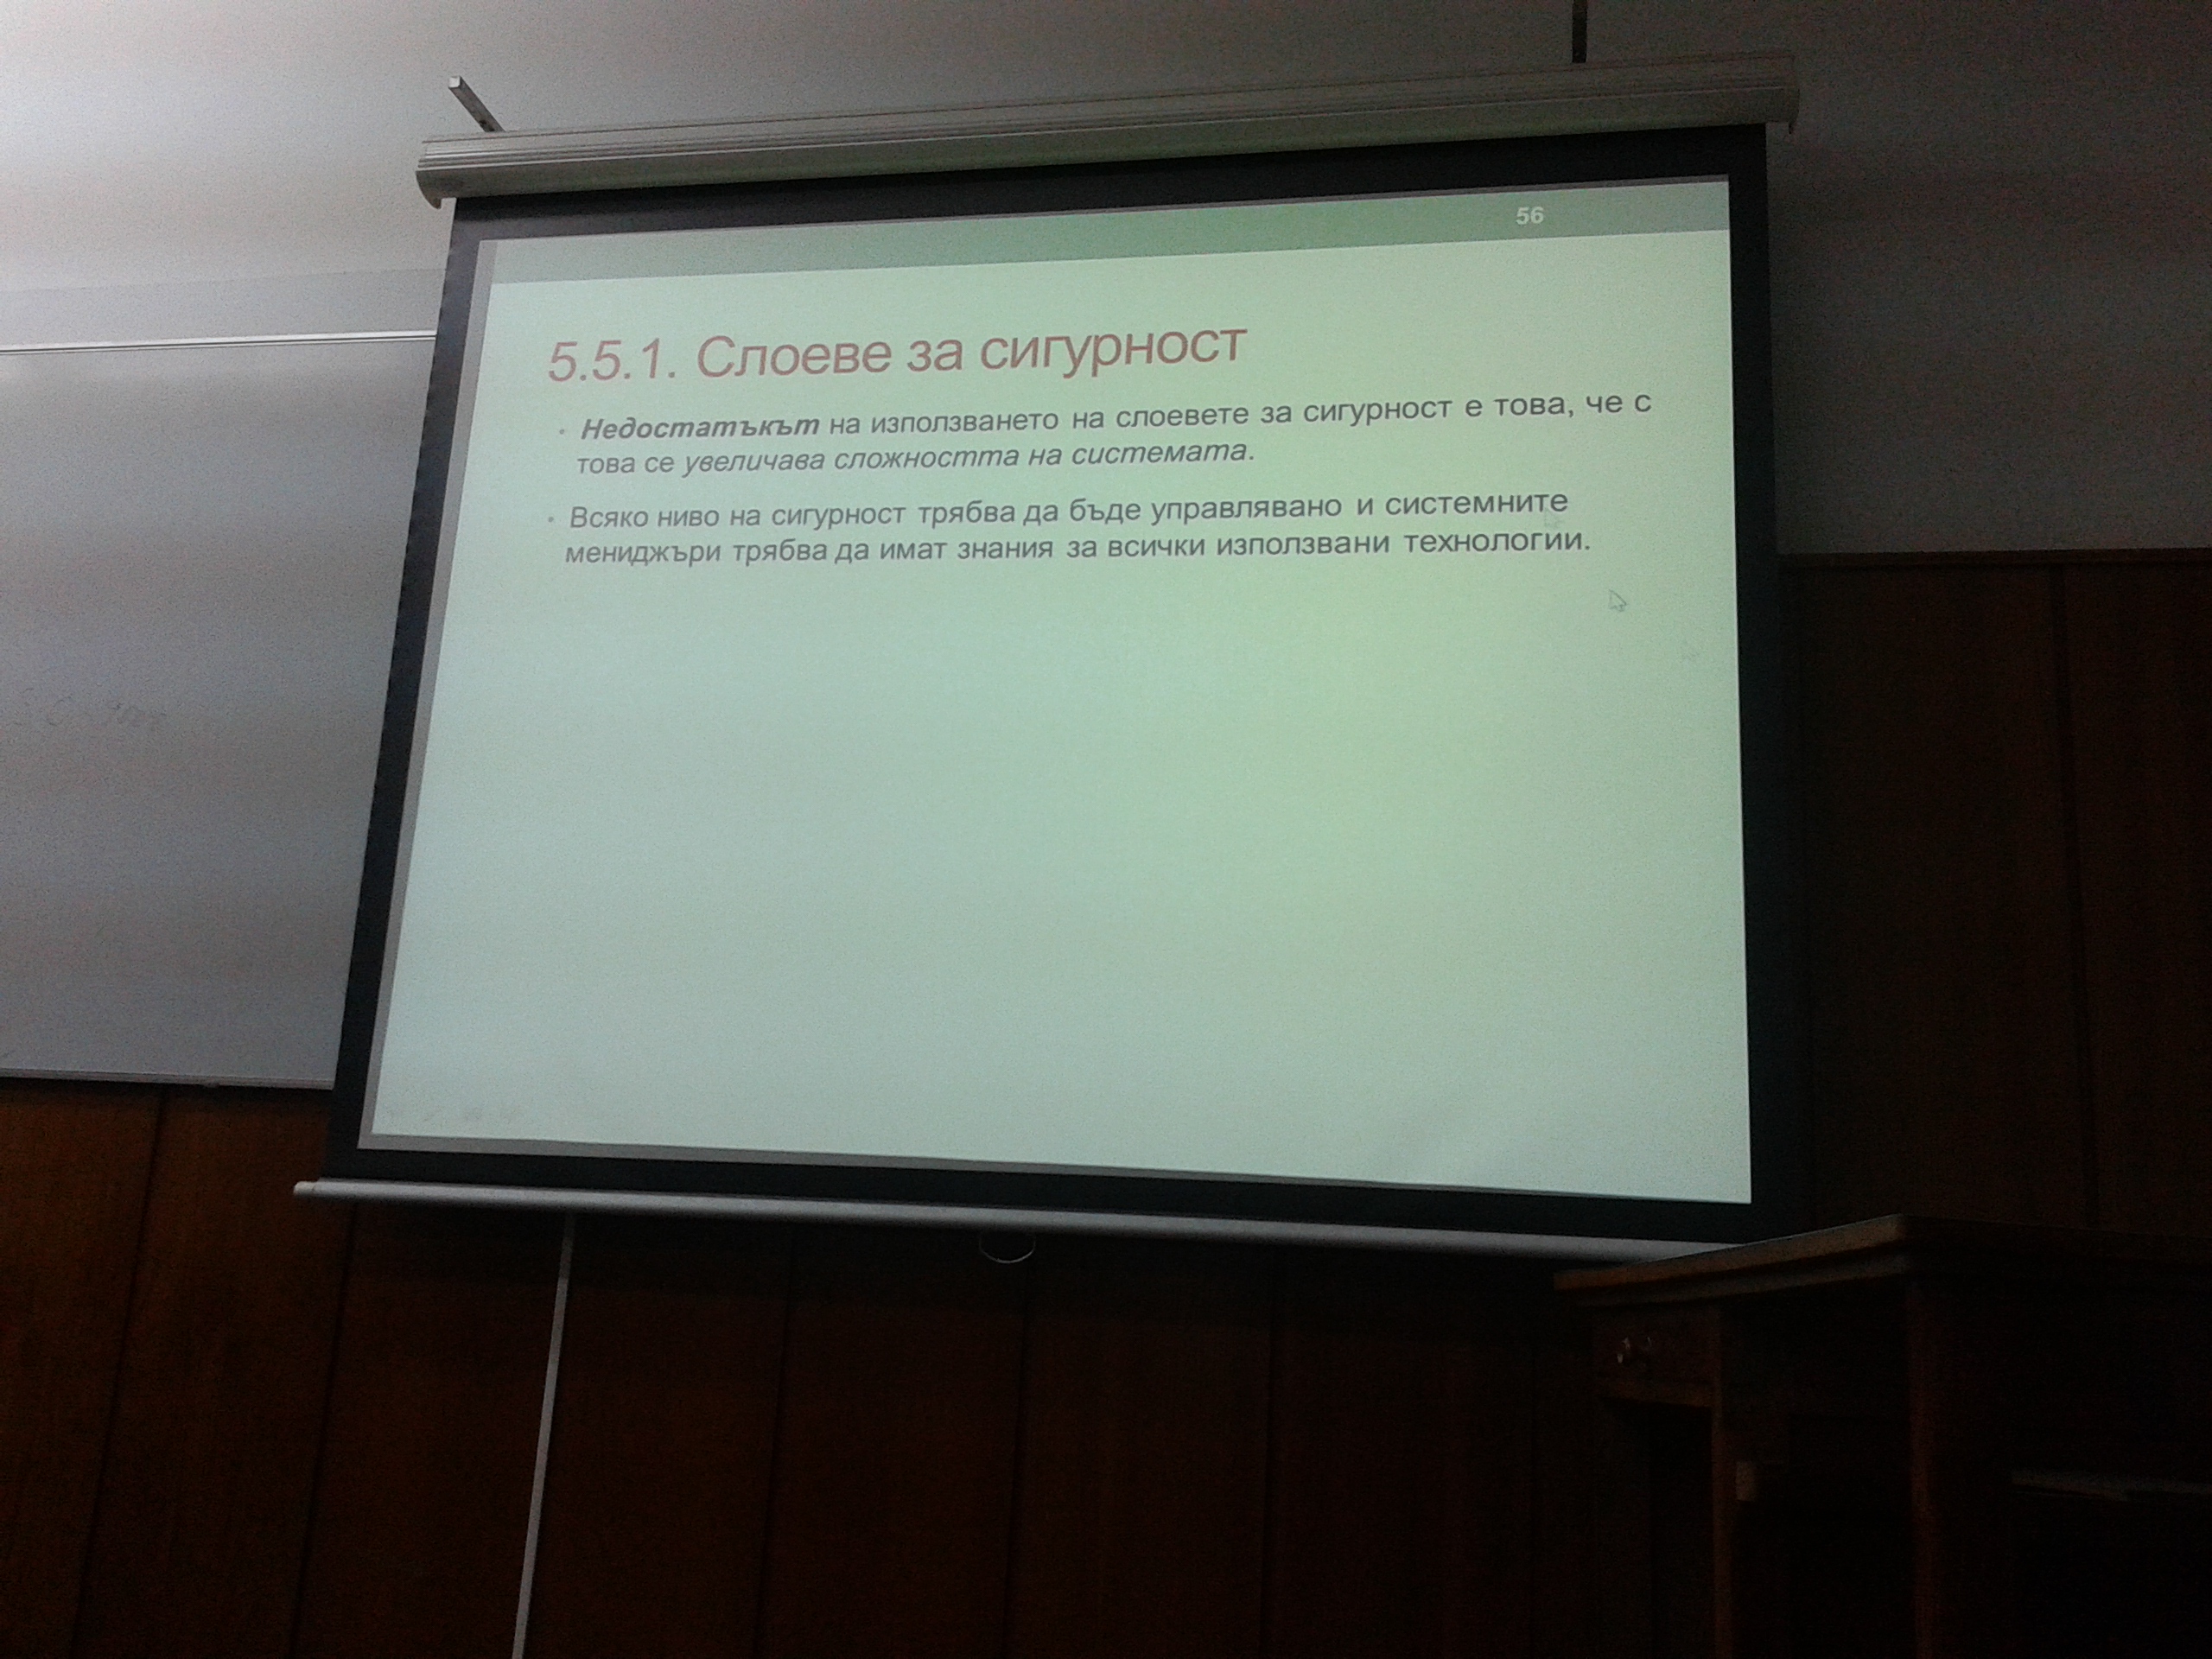 56
5.5.1. Слоеве за сигурност
• Недостатъкът на използването на слоевете за сигурност е това, че с
това се увеличава сложността на системата.
• Всяко ниво на сигурност трябва да бъде управлявано и системните
мениджъри трябва да имат знания за всички използвани технологии.